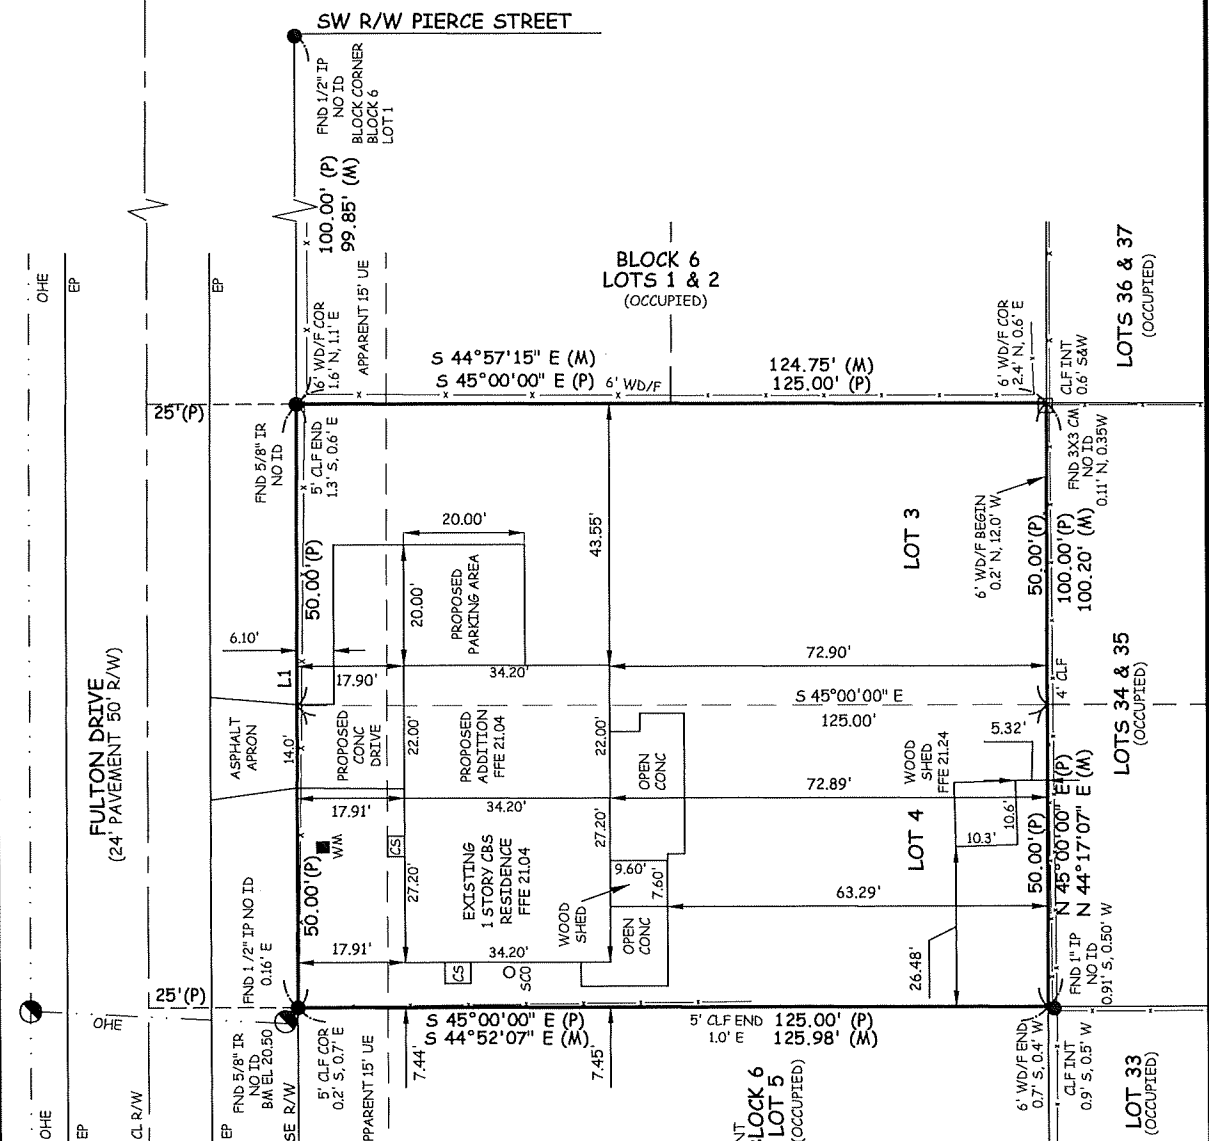 SW R/W PIERCE STREET
FND 1/2" IP
NO ID
BLOCK CORNER
BLOCK 6
LOT 1
100.00' (P)
99.85' (M)
OHE
EP
EP
APPARENT 15' UE
6' WD/F COR
1.6' N, 1.1' E
BLOCK 6
LOTS 1 & 2
(OCCUPIED)
S 44°57'15" E (M)
S 45°00'00" E (P)
6' WD/F
124.75' (M)
125.00' (P)
6' WD/F COR
2.4' N, 0.6' E
CLF INT
0.6' S&W
LOTS 36 & 37
(OCCUPIED)
25'(P)
FND 5/8" IR
NO ID
5' CLF END
1.3' S, 0.6' E
FND 3X3 CM
NO ID
0.11' N, 0.35W
6' WD/F BEGIN
0.2' N, 12.0' W
LOT 3
50.00'(P)
100.00'(P)
100.20' (M)
50.00'(P)
20.00'
20.00'
PROPOSED
PARKING AREA
43.55'
6.10'
L1
17.90'
34.20'
72.90'
4' CLF
S 45°00'00" E
125.00'
FULTON DRIVE
(24' PAVEMENT 50' R/W)
ASPHALT
APRON
14.0'
PROPOSED
CONC
DRIVE
22.00'
PROPOSED
ADDITION
FFE 21.04
22.00'
OPEN
CONC
WOOD
SHED
FFE 21.24
5.32'
LOTS 34 & 35
(OCCUPIED)
17.91'
34.20'
72.89'
WM
CS
27.20'
27.20'
EXISTING
1 STORY CBS
RESIDENCE
FFE 21.04
9.60'
7.60'
WOOD
SHED
OPEN
CONC
LOT 4
10.3'
10.6'
50.00'(P)
N 45°00'00" E (P)
N 44°17'07" E (M)
63.29'
50.00'(P)
17.91'
34.20'
CS
SCO
26.48'
FND 1 /2" IP NO ID
0.16' E
FND 1" IP
NO ID
0.91' S, 0.50' W
25'(P)
OHE
S 45°00'00" E (P)
S 44°52'07" E (M)
5' CLF END
1.0' E
125.00' (P)
125.98' (M)
7.44'
7.45'
FND 5/8" IR
NO ID
BM EL 20.50
5' CLF COR
0.2' S, 0.7' E
6' WD/F END
0.7' S, 0.4' W
CLF INT
0.9' S, 0.5' W
OHE
EP
CL R/W
EP
SE R/W
PPARENT 15' UE
NT
LOCK 6
LOT 5
(OCCUPIED)
LOT 33
(OCCUPIED)